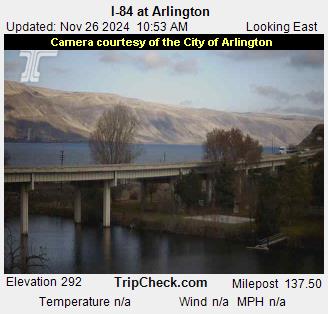 I-84 at Arlington
Updated: Nov 26 2024 10:53 AM Looking East
Camera courtesy of the City of Arlington
Elevation 292 TripCheck.com Milepost 137.50
Temperature n/a Wind n/a MPH n/a